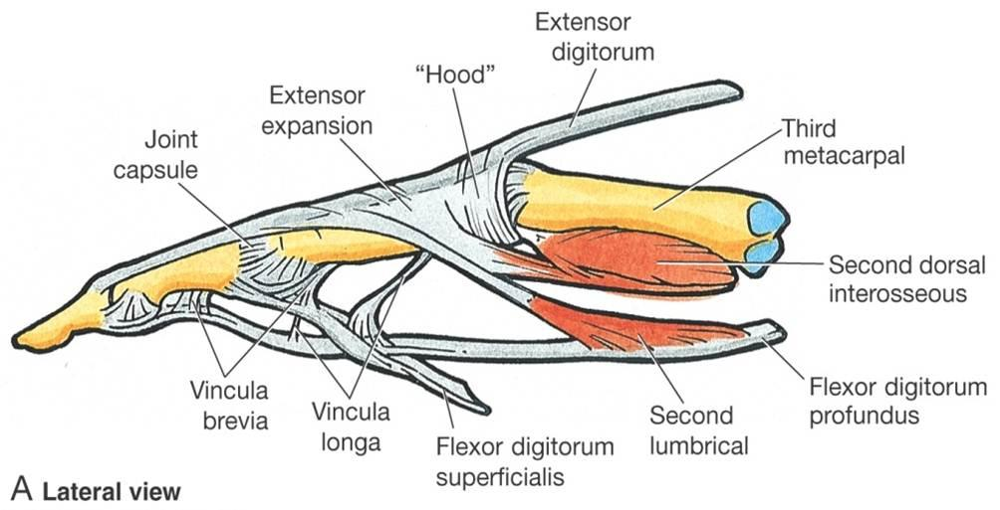 Extensor
digitorum
“Hood”
Extensor
expansion
Joint
capsule
Third
metacarpal
Second dorsal
interosseous
Flexor digitorum
profundus
Second
lumbrical
Flexor digitorum
superficialis
Vincula
longa
Vincula
brevia
A Lateral view